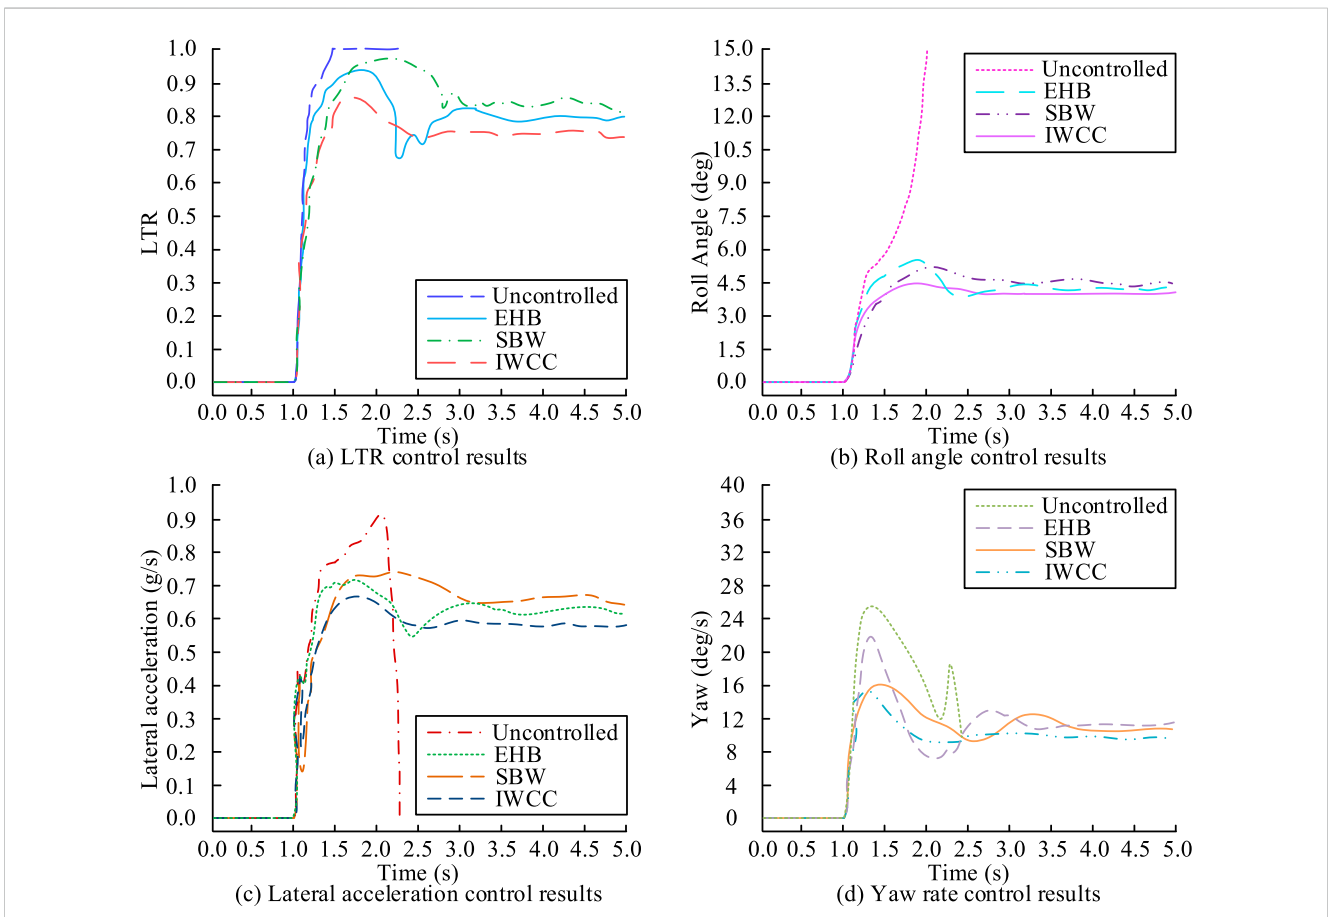 1.0
0.9
0.8
0.7
0.6
0.5
0.4
0.3
0.2
0.1
0.0
LTR
Uncontrolled
EHB
SBW
IWCC
0.0 0.5 1.0 1.5 2.0 2.5 3.0 3.5 4.0 4.5 5.0
Time (s)
(a) LTR control results
15.0
13.5
12.0
10.5
9.0
7.5
6.0
4.5
3.0
1.5
0.0
Roll Angle (deg)
Uncontrolled
EHB
SBW
IWCC
0.0 0.5 1.0 1.5 2.0 2.5 3.0 3.5 4.0 4.5 5.0
Time (s)
(b) Roll angle control results
1.0
0.9
0.8
0.7
0.6
0.5
0.4
0.3
0.2
0.1
0.0
Lateral acceleration (g/s)
Uncontrolled
EHB
SBW
IWCC
0.0 0.5 1.0 1.5 2.0 2.5 3.0 3.5 4.0 4.5 5.0
Time (s)
(c) Lateral acceleration control results
40
36
32
28
24
20
16
12
8
4
0
Yaw (deg/s)
Uncontrolled
EHB
SBW
IWCC
0.0 0.5 1.0 1.5 2.0 2.5 3.0 3.5 4.0 4.5 5.0
Time (s)
(d) Yaw rate control results